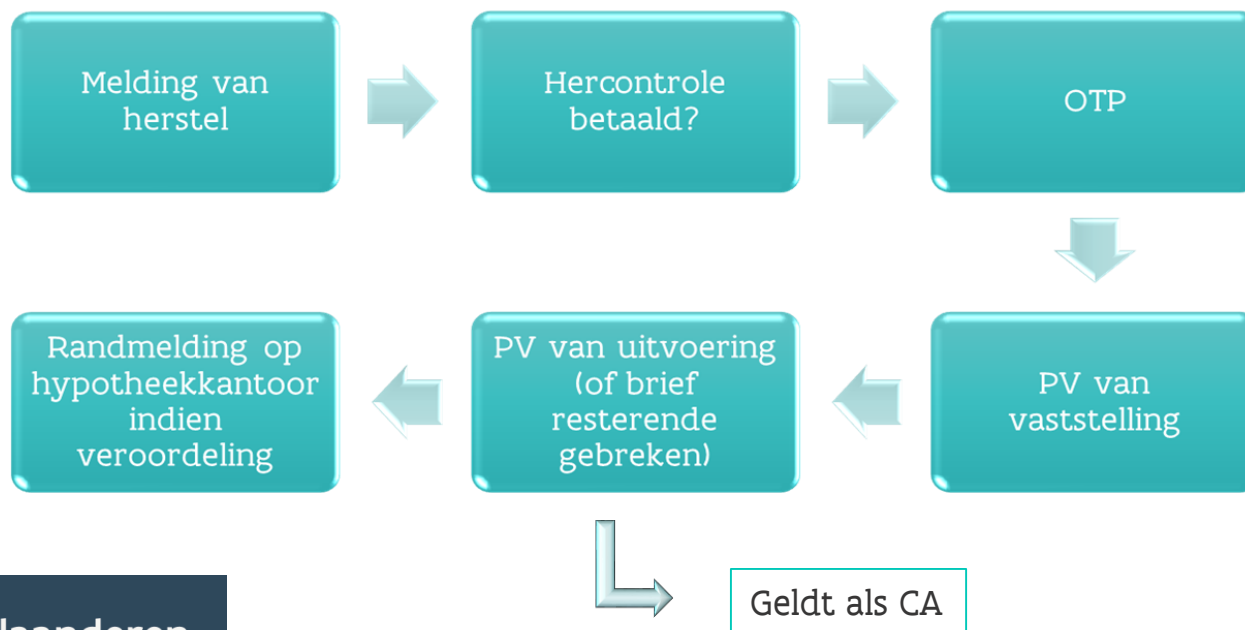 Melding van
herstel
Hercontrole
betaald?
OTP
PV van
vaststelling
PV van uitvoering
(of brief
resterende
gebreken)
Randmelding op
hypotheekkantoor
indien
veroordeling
Geldt als CA
laanderen